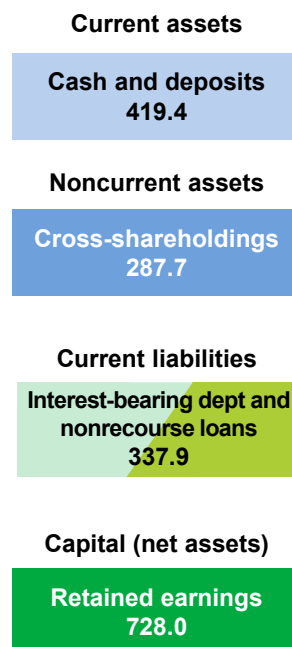 Current assets
Cash and deposits
419.4
Noncurrent assets
Cross-shareholdings
287.7
Current liabilities
Interest-bearing dept and
nonrecourse loans
337.9
Capital (net assets)
Retained earnings
728.0